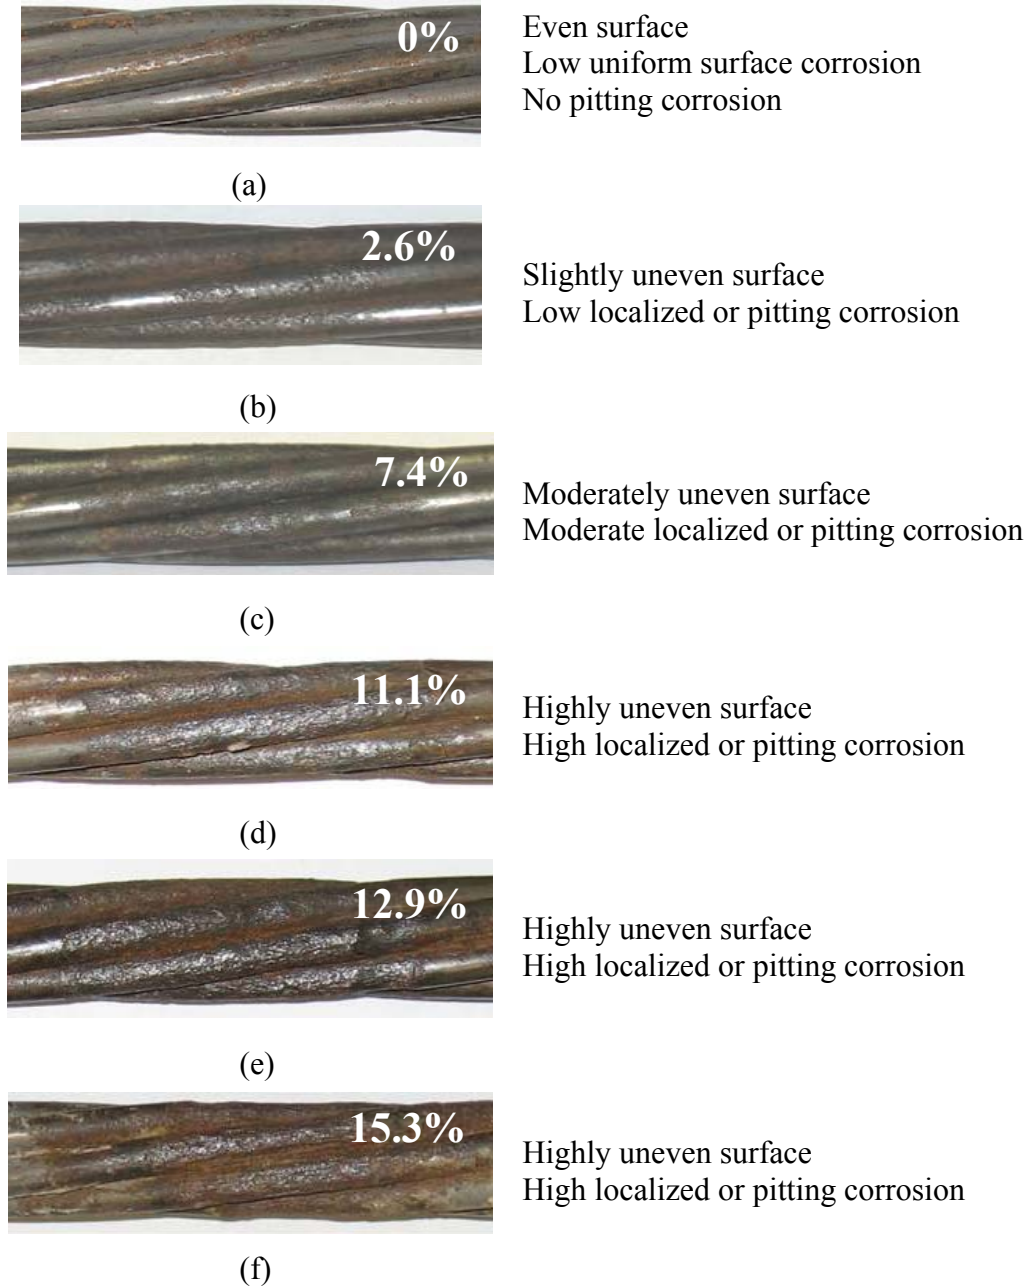 0%
Even surface
Low uniform surface corrosion
No pitting corrosion
(a)
2.6%
Slightly uneven surface
Low localized or pitting corrosion
(b)
7.4%
Moderately uneven surface
Moderate localized or pitting corrosion
(c)
11.1%
Highly uneven surface
High localized or pitting corrosion
(d)
12.9%
Highly uneven surface
High localized or pitting corrosion
(e)
15.3%
Highly uneven surface
High localized or pitting corrosion
(f)